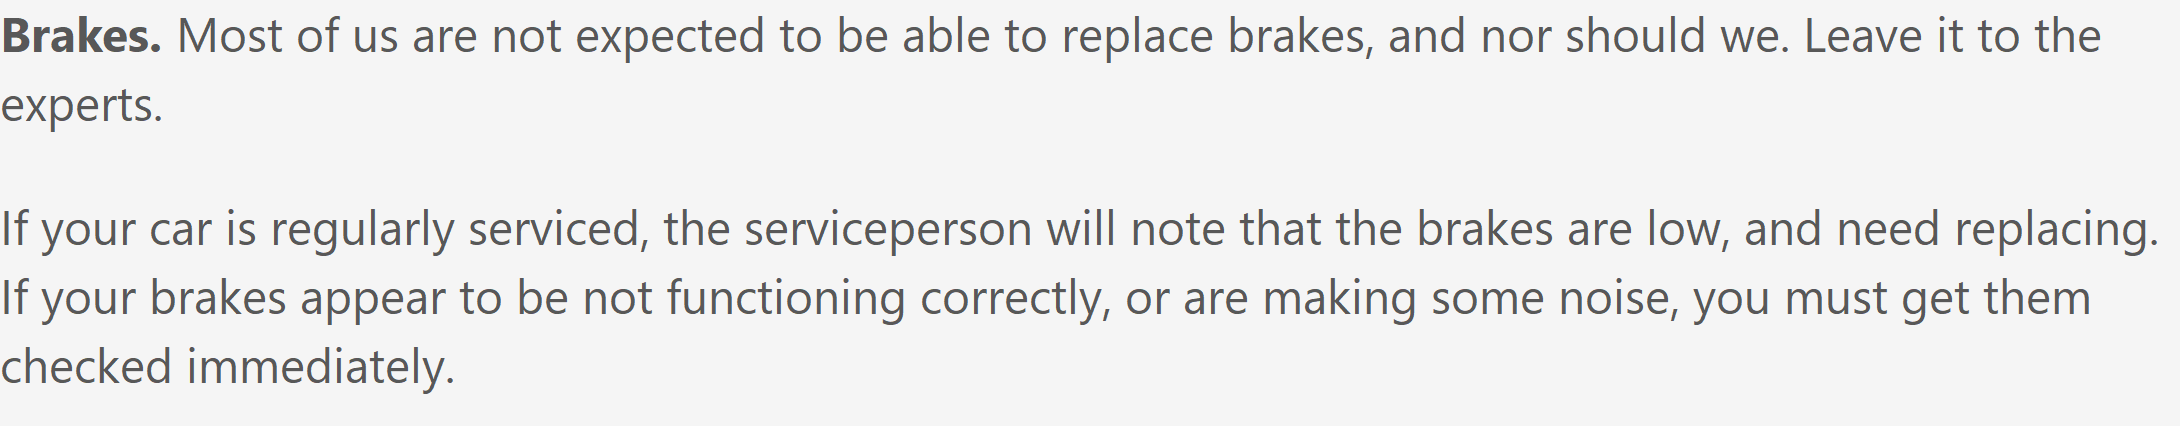 Brakes. Most of us are not expected to be able to replace brakes, and nor should we. Leave it to the
experts.
If your car is regularly serviced, the serviceperson will note that the brakes are low, and need replacing.
If your brakes appear to be not functioning correctly, or are making some noise, you must get them
checked immediately.